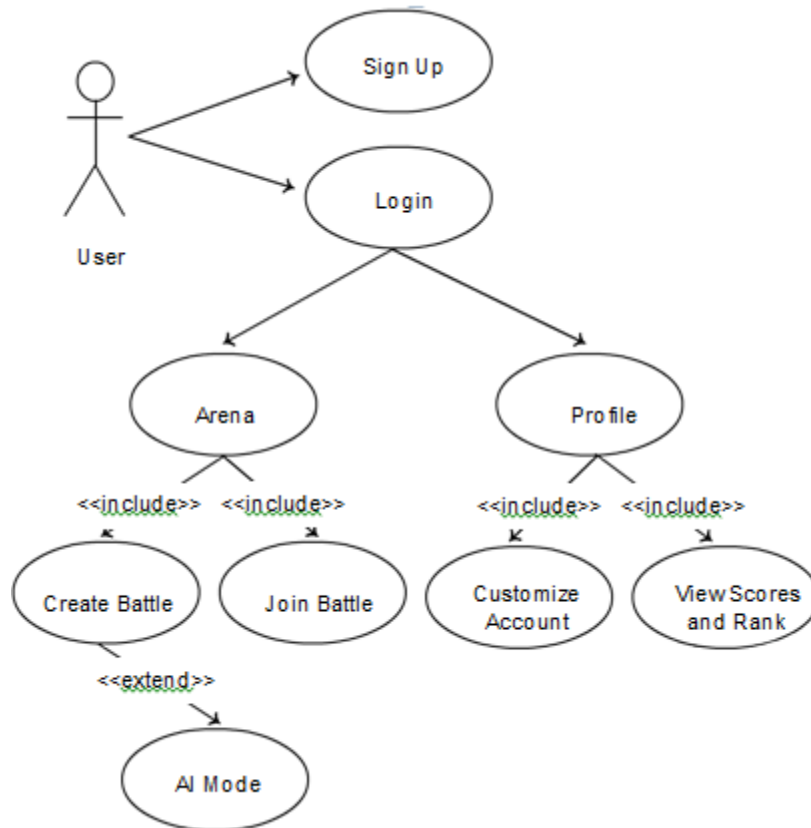 Sign Up
Login
User
Arena
Profile
<<include>> <<include>> <<include>> <<include>>
Create Battle
Join Battle
Customize
Account
View Scores
and Rank
<<extend>>
AI Mode